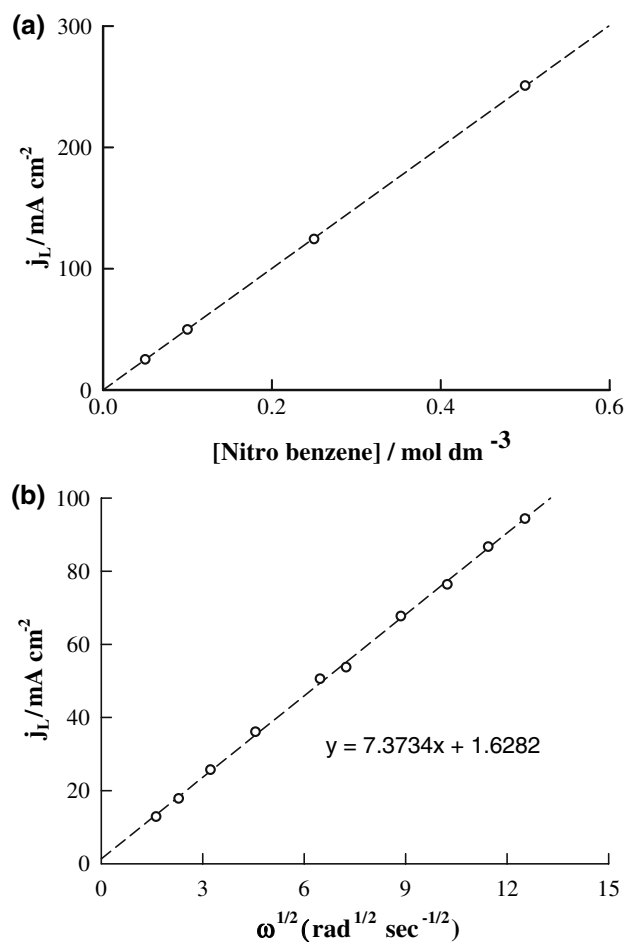 (a)
300
200
100
0
j_L/mA cm^-2
0.0 0.2 0.4 0.6
[Nitro benzene] / mol dm^-3
(b)
100
80
60
40
20
0
j_L/mA cm^-2
y = 7.3734x + 1.6282
0 3 6 9 12 15
ω^1/2(rad^1/2 sec^-1/2)